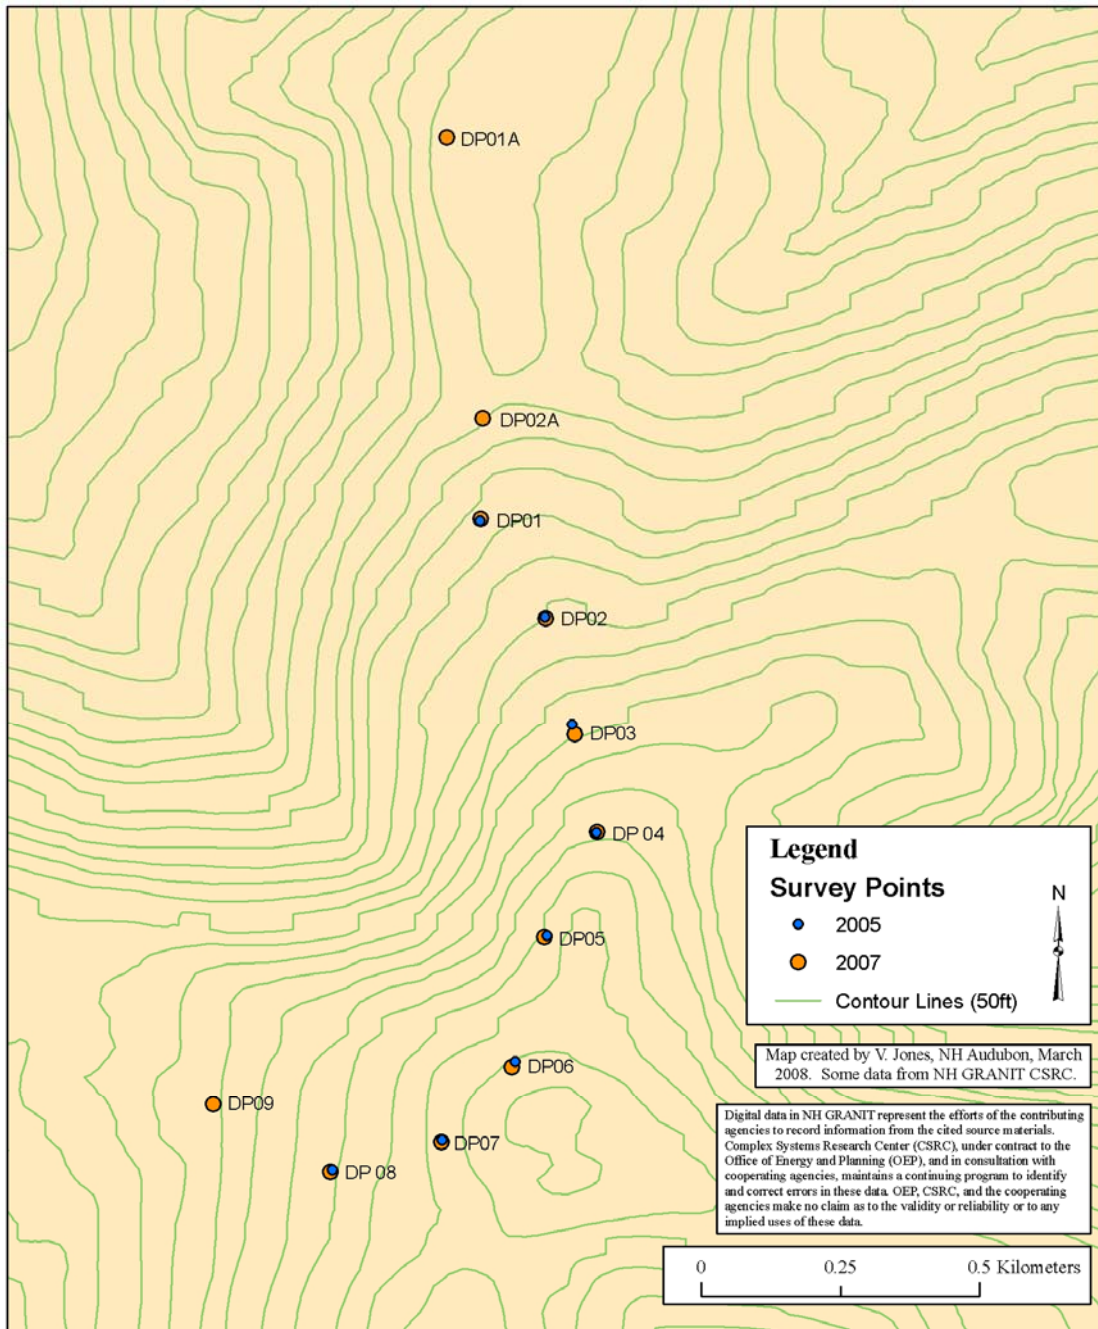 DP01A
DP02A
DP01
DP02
DP03
DP 04
DP05
DP06
DP09
DP07
DP 08
Legend
Survey Points
N
2005
2007
Contour Lines (50ft)
Map created by V. Jones, NH Audubon, March
2008. Some data from NH GRANIT CSRC.
Digital data in NH GRANIT represent the efforts of the contributing
agencies to record information from the cited source materials.
Complex Systems Research Center (CSRC), under contract to the
Office of Energy and Planning (OEP), and in consultation with
cooperating agencies, maintains a continuing program to identify
and correct errors in these data. OEP, CSRC, and the cooperating
agencies make no claim as to the validity or reliability or to any
implied uses of these data.
0 0.25 0.5 Kilometers